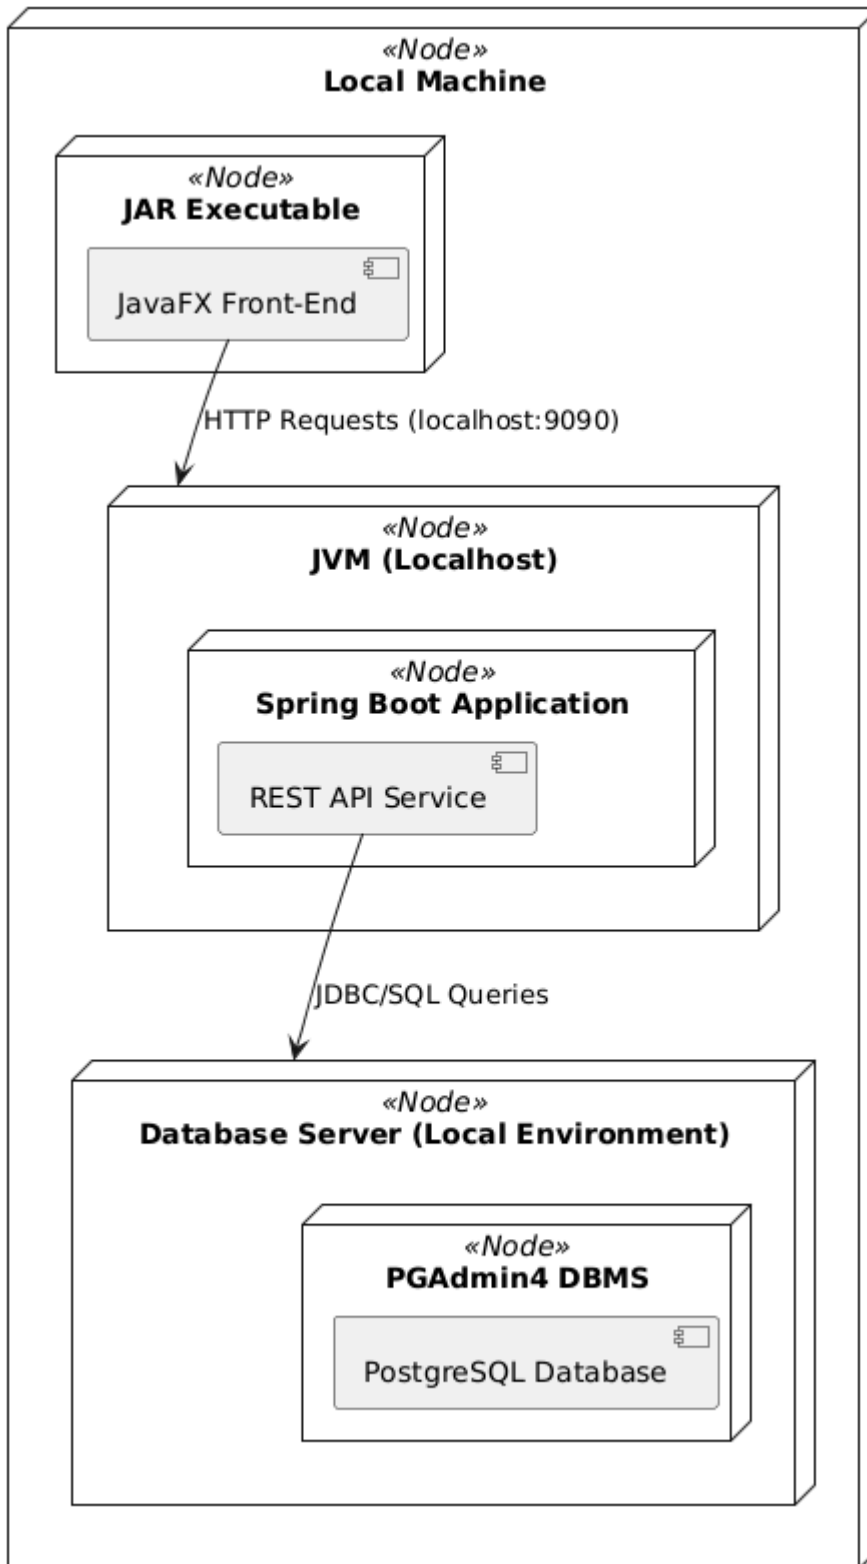 «Node»
Local Machine
«Node»
JAR Executable
JavaFX Front-End
HTTP Requests (localhost:9090)
«Node»
JVM (Localhost)
«Node»
Spring Boot Application
REST API Service
JDBC/SQL Queries
«Node»
Database Server (Local Environment)
«Node»
PGAdmin4 DBMS
PostgreSQL Database